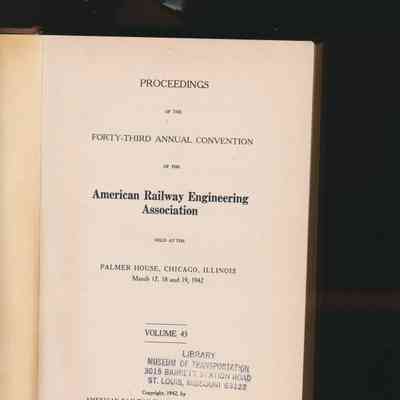 PROCEEDINGS
OF THE
FORTY-THIRD ANNUAL CONVENTION
OF THE
American Railway Engineering
Association
HELD AT THE
PALMER HOUSE, CHICAGO, ILLINOIS
March 17, 18 and 19, 1942
VOLUME 43
LIBRARY
MUSEUM OF TRANSPORTATION
3015 BARRETT STATION ROAD
ST. LOUIS, MISSOURI 63122
Copyright, 1942, by
AMERICAN